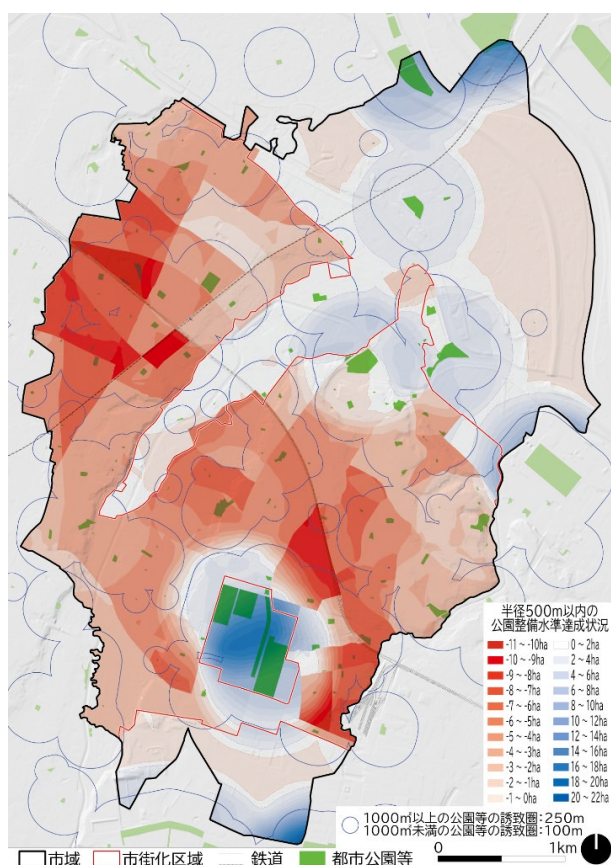 半径500m以内の
公園整備水準達成状況
-11 ~ -10ha
-10 ~ -9ha
-9 ~ -8ha
-8 ~ -7ha
-7 ~ -6ha
-6 ~ -5ha
-5 ~ -4ha
-4 ~ -3ha
-3 ~ -2ha
-2 ~ -1ha
-1 ~ 0ha
0 ~ 2ha
2 ~ 4ha
4 ~ 6ha
6 ~ 8ha
8 ~ 10ha
10 ~ 12ha
12 ~ 14ha
14 ~ 16ha
16 ~ 18ha
18 ~ 20ha
20 ~ 22ha
1000㎡以上の公園等の誘致圏:250m
1000㎡未満の公園等の誘致圏:100m
0 1km
市域 市街化区域 鉄道 都市公園等